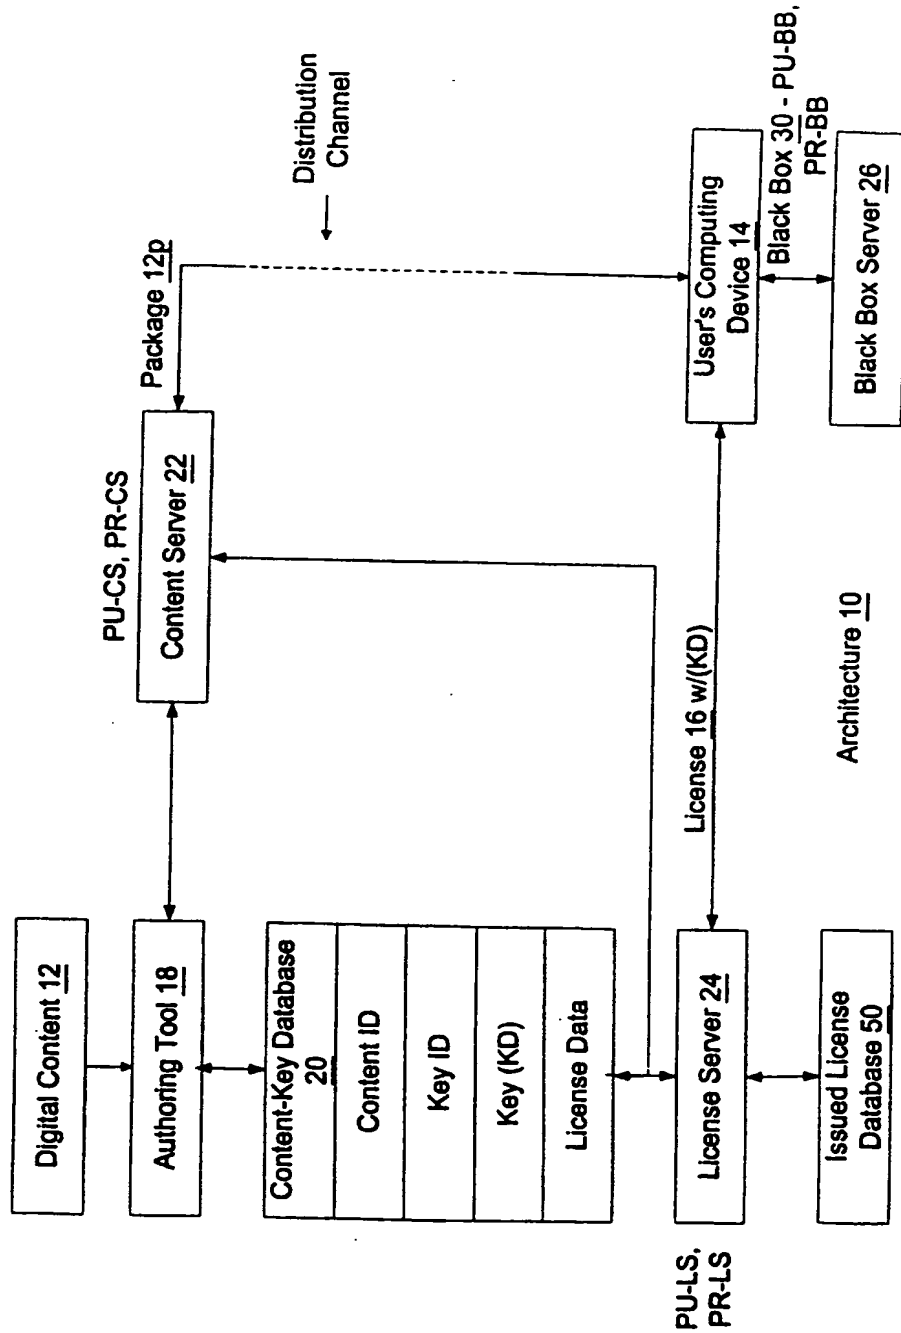 Digital Content 12
Authoring Tool 18
Content-Key Database
20
Content ID
Key ID
Key (KD)
License Data
PU-LS,
PR-LS
License Server 24
Issued License
Database 50
PU-CS, PR-CS
Content Server 22
Package 12p
Distribution
Channel
License 16 w/(KD)
User's Computing
Device 14
Black Box 30 - PU-BB,
PR-BB
Black Box Server 26
Architecture 10